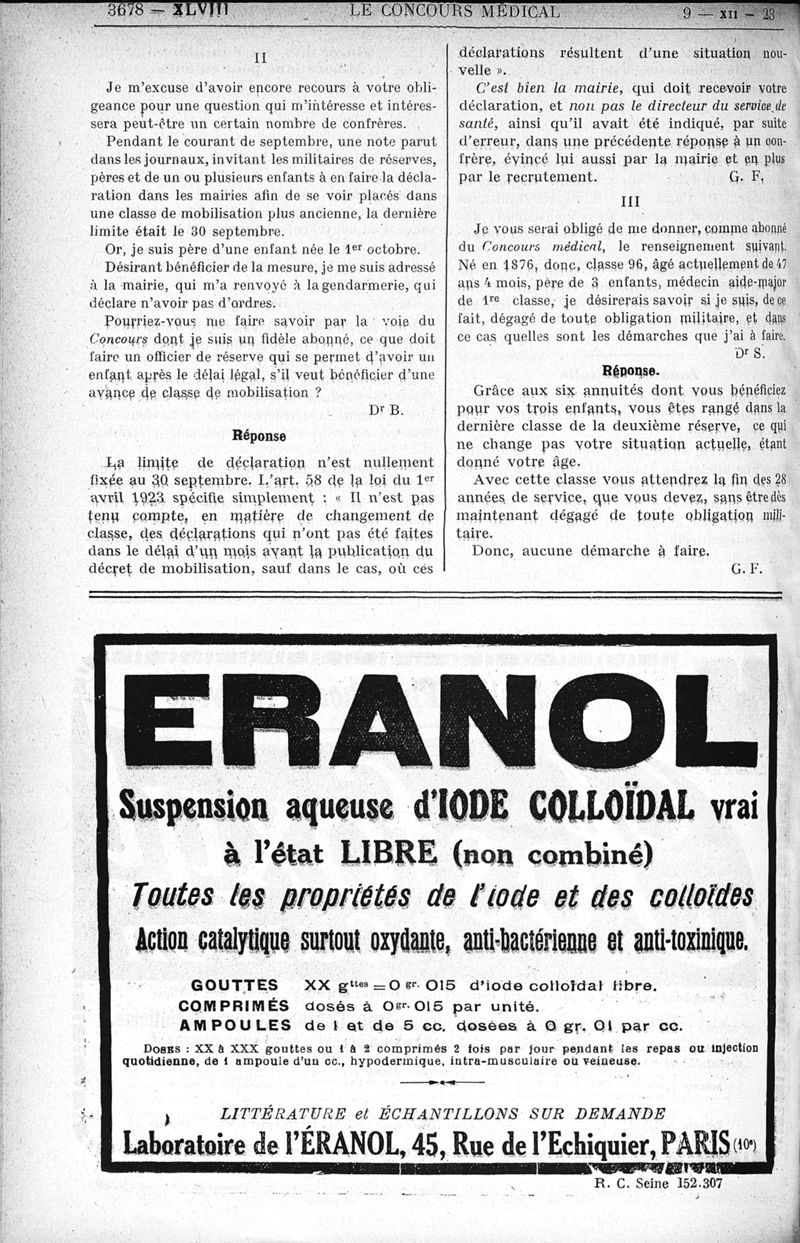 3678 — XLVIII
LE CONCOURS MÉDICAL
9 — XII — 23
II
Je m'excuse d'avoir encore recours à votre obli-
geance pour une question qui m'intéresse et intéres-
sera peut-être un certain nombre de confrères.
Pendant le courant de septembre, une note parut
dans les journaux, invitant les militaires de réserves,
pères et de un ou plusieurs enfants à en faire la décla-
ration dans les mairies afin de se voir placés dans
une classe de mobilisation plus ancienne, la dernière
limite était le 30 septembre.
Or, je suis père d'une enfant née le 1er octobre.
Désirant bénéficier de la mesure, je me suis adressé
à la mairie, qui m'a renvoyé à la gendarmerie, qui
déclare n'avoir pas d'ordres.
Pourriez-vous me faire savoir par la voie du
Concours dont je suis un fidèle abonné, ce que doit
faire un officier de réserve qui se permet d'avoir un
enfant après le délai légal, s'il veut bénéficier d'une
avance de classe de mobilisation ?
Dr B.
Réponse
La limite de déclaration n'est nullement
fixée au 30 septembre. L'art. 58 de la loi du 1er
avril 1923 spécifie simplement : « Il n'est pas
tenu compte, en matière de changement de
classe, des déclarations qui n'ont pas été faites
dans le délai d'un mois avant la publication du
décret de mobilisation, sauf dans le cas, où ces
déclarations résultent d'une situation nou-
velle ».
C'est bien la mairie, qui doit recevoir votre
déclaration, et non pas le directeur du service de
santé, ainsi qu'il avait été indiqué, par suite
d'erreur, dans une précédente réponse à un con-
frère, évincé lui aussi par la mairie et en plus
par le recrutement. G. F.
III
Je vous serai obligé de me donner, comme abonné
du Concours médical, le renseignement suivant.
Né en 1876, donc, classe 96, âgé actuellement de 47
ans 4 mois, père de 3 enfants, médecin aide-major
de 1re classe, je désirerais savoir si je suis, de ce
fait, dégagé de toute obligation militaire, et dans
ce cas quelles sont les démarches que j'ai à faire.
Dr S.
Réponse.
Grâce aux six annuités dont vous bénéficiez
pour vos trois enfants, vous êtes rangé dans la
dernière classe de la deuxième réserve, ce qui
ne change pas votre situation actuelle, étant
donné votre âge.
Avec cette classe vous attendrez la fin des 28
années de service, que vous devez, sans être dès
maintenant dégagé de toute obligation mili-
taire.
Donc, aucune démarche à faire.
G. F.
ERANOL
Suspension aqueuse d'IODE COLLOÏDAL vrai
à l'état LIBRE (non combiné)
Toutes les propriétés de l'iode et des colloïdes
Action catalytique surtout oxydante, anti-bactérienne et anti-toxinique.
GOUTTES XX gttes = 0 gr. 015 d'iode colloïdal libre.
COMPRIMÉS dosés à 0 gr. 015 par unité.
AMPOULES de 1 et de 5 cc. dosées à 0 gr. 01 par cc.
DOSES : XX à XXX gouttes ou 1 à 2 comprimés 2 fois par jour pendant les repas ou injection
quotidienne, de 1 ampoule d'un cc., hypodermique, intra-musculaire ou veineuse.
LITTÉRATURE et ÉCHANTILLONS SUR DEMANDE
Laboratoire de l'ÉRANOL, 45, Rue de l'Echiquier, PARIS (10e)
R. C. Seine 152.307